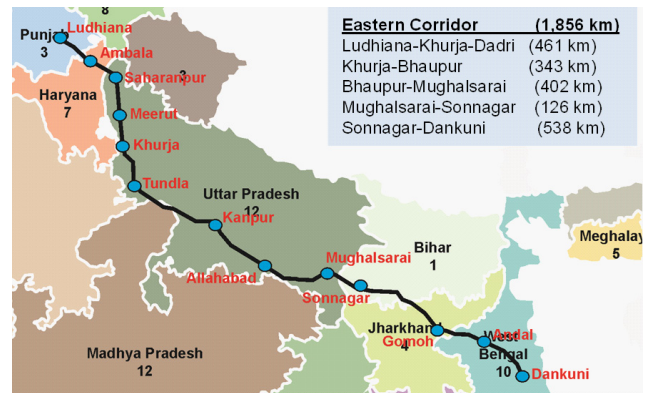 Eastern Corridor (1,856 km)
Ludhiana-Khurja-Dadri (461 km)
Khurja-Bhaupur (343 km)
Bhaupur-Mughalsarai (402 km)
Mughalsarai-Sonnagar (126 km)
Sonnagar-Dankuni (538 km)
8
Punjab
3
Ludhiana
Ambala
3
Saharanpur
Haryana
7
Meerut
Khurja
Tundla
Uttar Pradesh
12
Kanpur
Meghalay
5
Bihar
1
Mughalsarai
Allahabad
Sonnagar
Jharkhand
4
Gomoh
West
Bengal
10
Andal
Madhya Pradesh
12
Dankuni